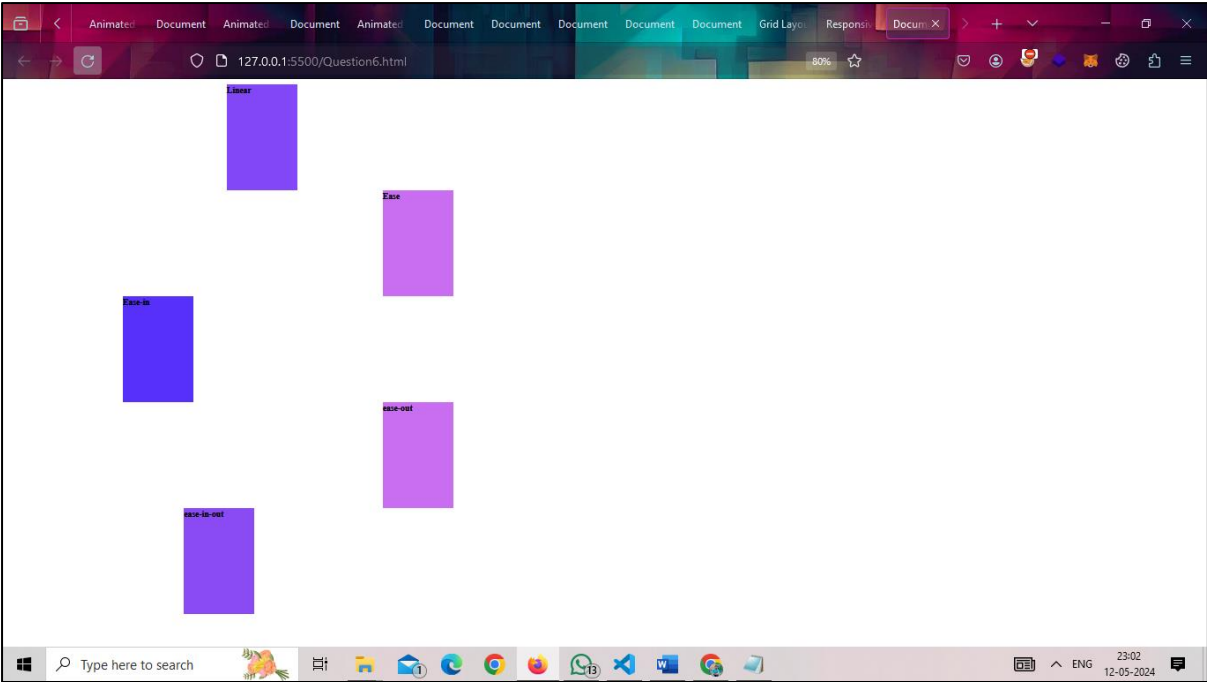 Animated Document Animated Document Animated Document Document Document Document Document Grid Layou Responsiv Docum
127.0.0.1:5500/Question6.html 80%
Linear
Ease
Ease-in
ease-out
ease-in-out
Type here to search 1 13 ENG 23:02
12-05-2024